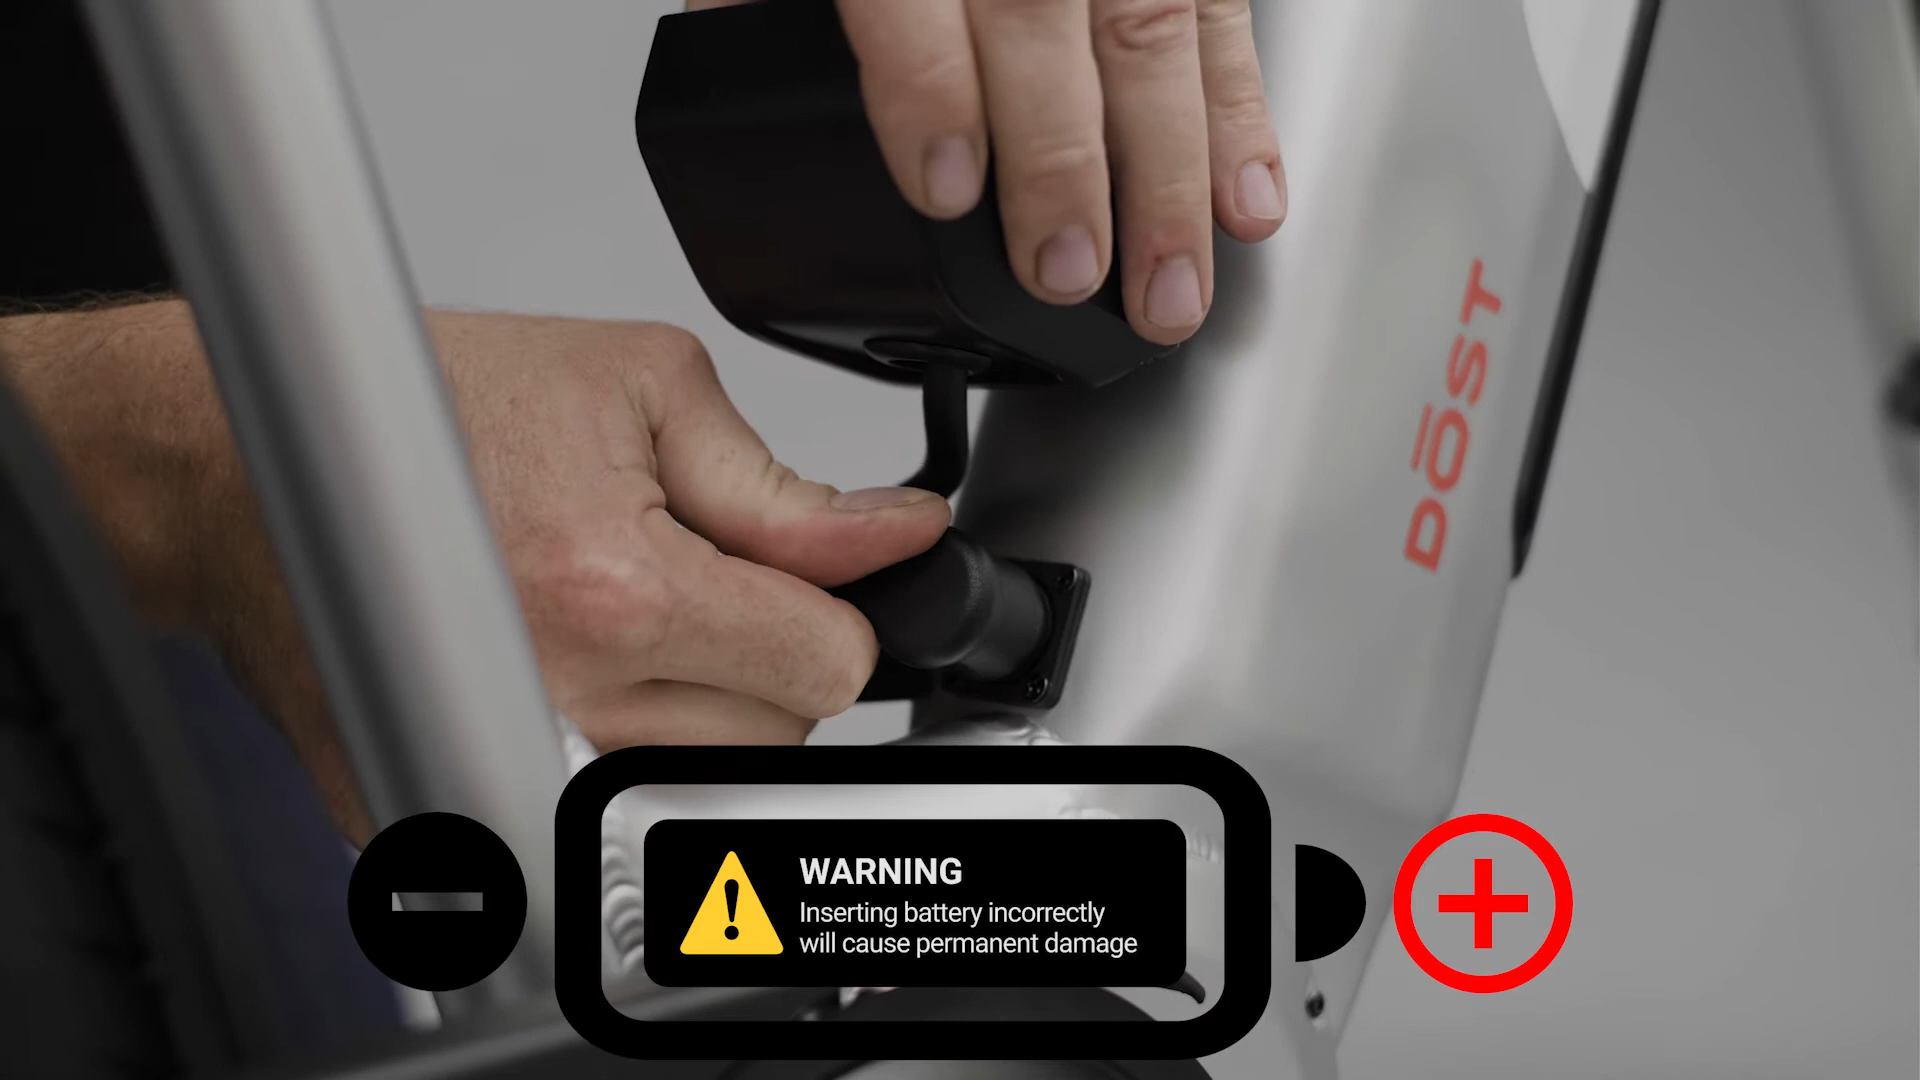 DŌST
WARNING
Inserting battery incorrectly
will cause permanent damage